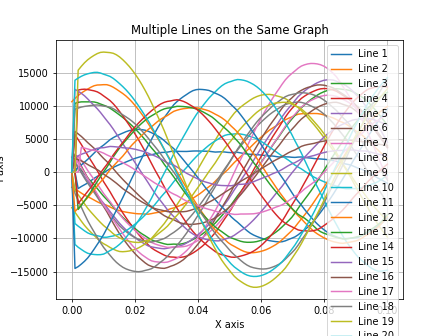 Multiple Lines on the Same Graph
15000
10000
5000
0
−5000
−10000
−15000
0.00
0.02
0.04
0.06
X axis
Line 1
Line 2
Line 3
Line 4
Line 5
Line 6
Line 7
Line 8
Line 9
Line 10
Line 11
Line 12
Line 13
Line 14
Line 15
Line 16
Line 17
Line 18
Line 19
Line 20